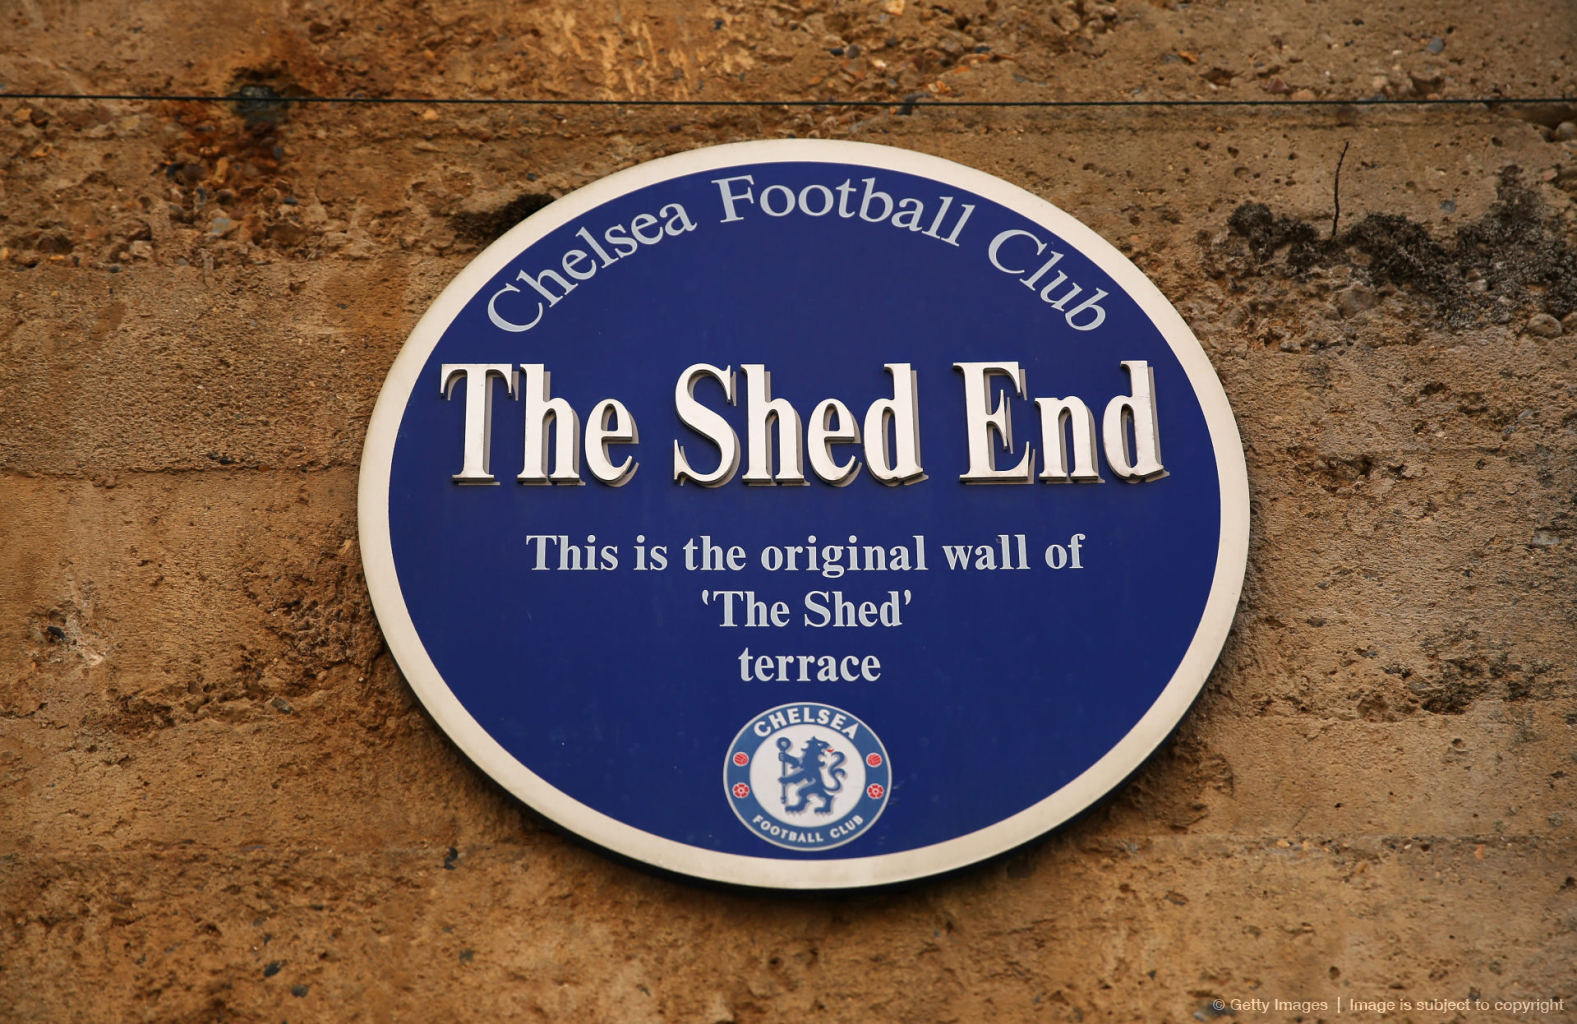 Chelsea Football Club
The Shed End
This is the original wall of
'The Shed'
terrace
CHELSEA
FOOTBALL CLUB
© Getty Images | Image is subject to copyright